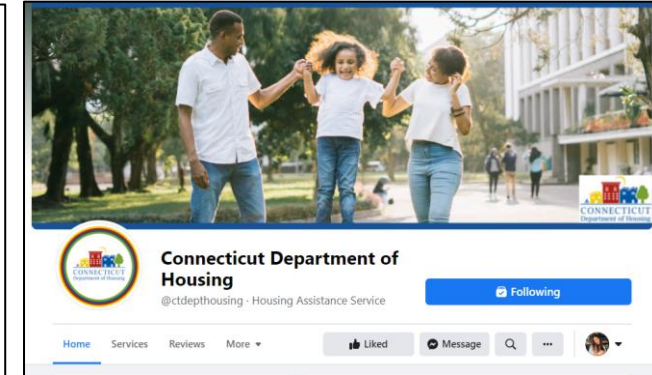 CONNECTICUT
Department of Housing
CONNECTICUT
Department of Housing
Connecticut Department of
Housing
@ctdepthousing · Housing Assistance Service
Following
Home Services Reviews More
Liked Message